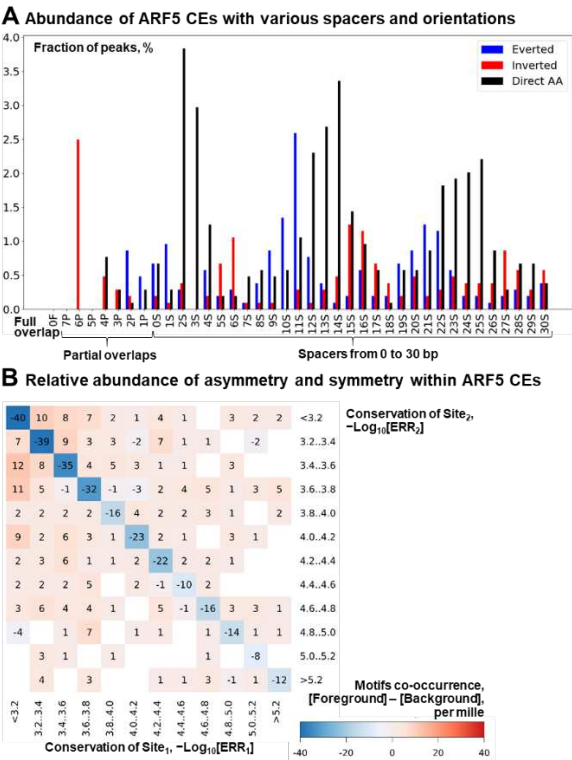 A Abundance of ARF5 CEs with various spacers and orientations
Fraction of peaks, %
4.0
3.5
3.0
2.5
2.0
1.5
1.0
0.5
0.0
Everted
Inverted
Direct AA
0F 7P 6P 5P 4P 3P 2P 1P 0S 1S 2S 3S 4S 5S 6S 7S 8S 9S 10S 11S 12S 13S 14S 15S 16S 17S 18S 19S 20S 21S 22S 23S 24S 25S 26S 27S 28S 29S 30S
Full
overlap
Partial overlaps
Spacers from 0 to 30 bp
B Relative abundance of asymmetry and symmetry within ARF5 CEs
Conservation of Site₂,
−Log₁₀[ERR₂]
-40 10 8 7 2 1 4 1 3 2 2 <3.2
7 -39 9 3 3 -2 7 1 1 -2 3.2..3.4
12 8 -35 4 5 3 1 1 3 3.4..3.6
11 5 -1 -32 -1 -3 2 4 5 1 3 5 3.6..3.8
2 2 2 2 -16 4 2 2 3 1 2 3.8..4.0
9 2 6 3 1 -23 2 1 3 1 4.0..4.2
2 3 6 1 1 2 -22 2 2 1 4.2..4.4
2 2 2 5 2 -1 -10 2 4.4..4.6
3 6 4 4 1 5 -1 -16 3 3 1 4.6..4.8
-4 1 7 1 1 1 4 -14 1 1 4.8..5.0
3 1 1 -8 5.0..5.2
4 3 1 1 3 -1 1 -12 >5.2
<3.2 3.2..3.4 3.4..3.6 3.6..3.8 3.8..4.0 4.0..4.2 4.2..4.4 4.4..4.6 4.6..4.8 4.8..5.0 5.0..5.2 >5.2
Conservation of Site₁, −Log₁₀[ERR₁]
Motifs co-occurrence,
[Foreground] – [Background],
per mille
-40 -20 0 20 40